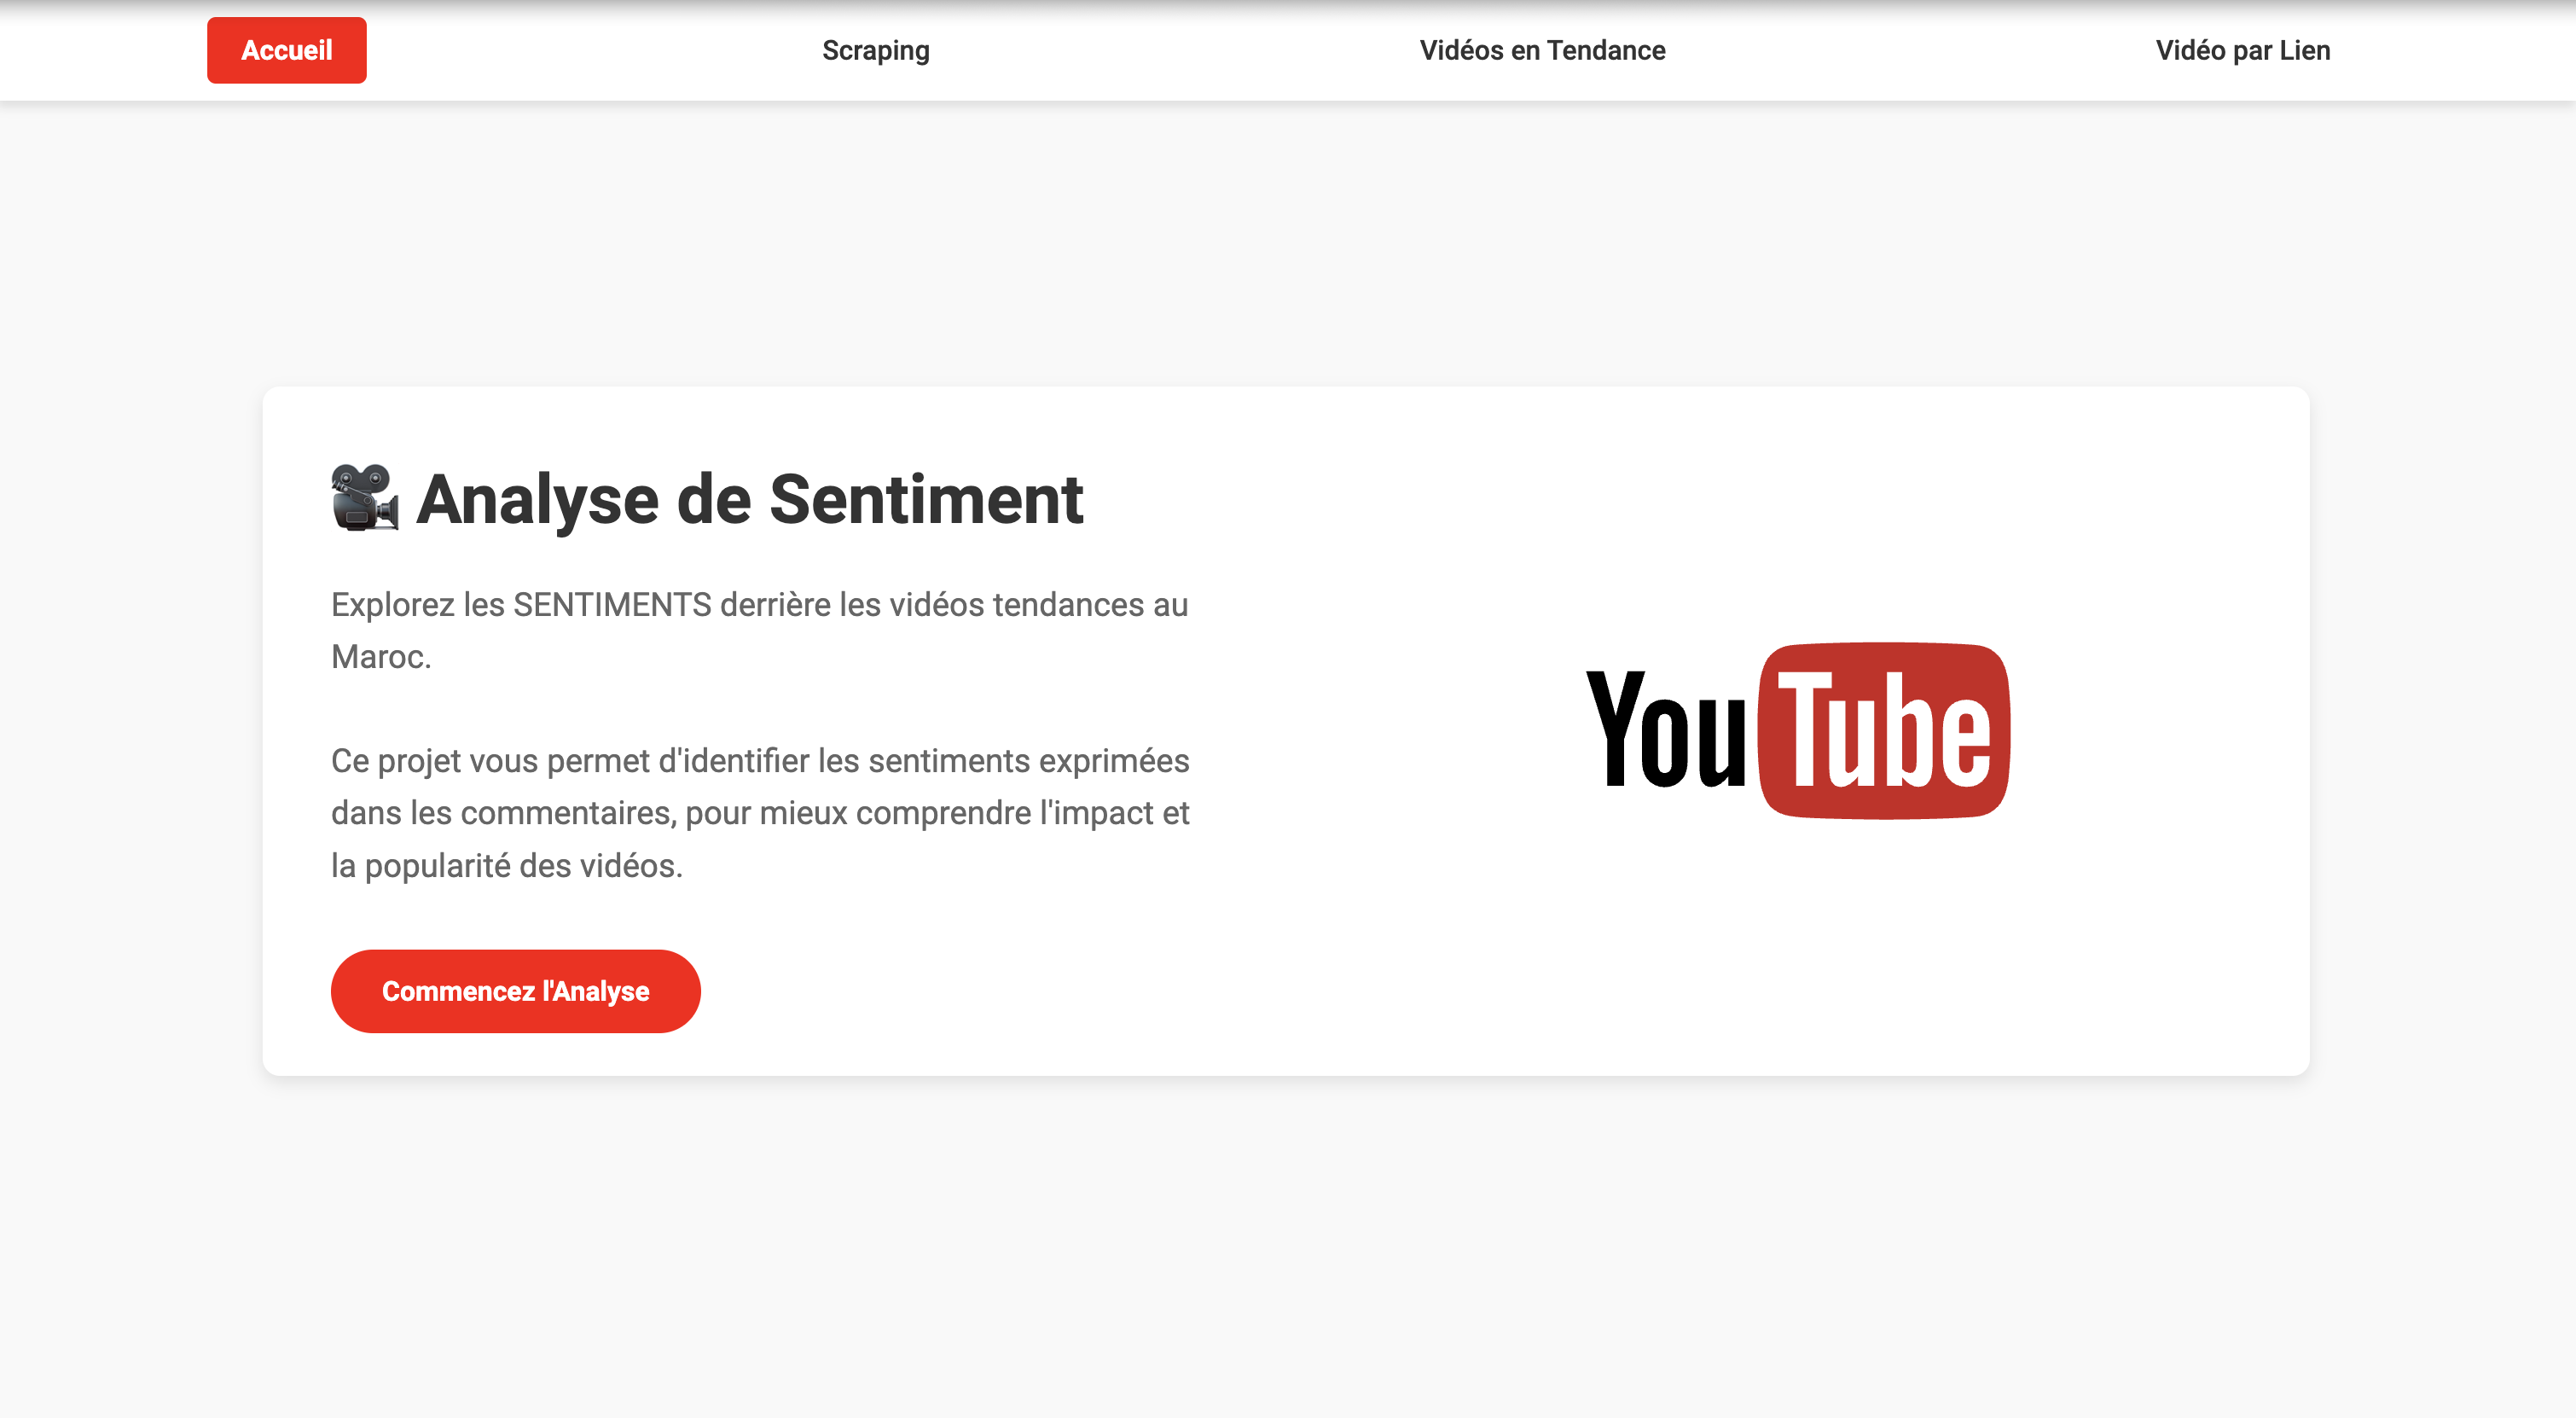 Accueil
Scraping
Vidéos en Tendance
Vidéo par Lien
Analyse de Sentiment
Explorez les SENTIMENTS derrière les vidéos tendances au
Maroc.
Ce projet vous permet d'identifier les sentiments exprimées
dans les commentaires, pour mieux comprendre l'impact et
la popularité des vidéos.
Commencez l'Analyse
YouTube